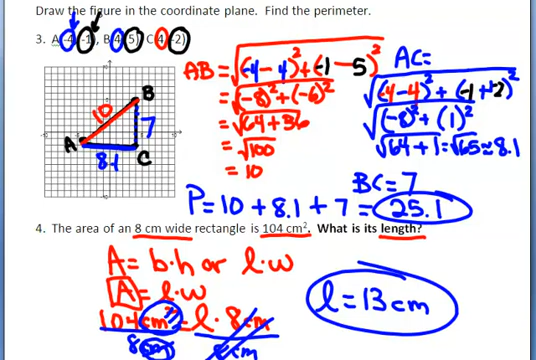 Draw the figure in the coordinate plane. Find the perimeter.
3. A(-4, -1), B(4, 5), C(4, -2)
AB = √(-4 - 4)² + (-1 - 5)²
= √(-8)² + (-6)²
= √64 + 36
= √100
= 10
AC =
√(-4 - 4)² + (-1 + +2)²
√(-8)² + (1)²
√64 + 1 = √65 ≈ 8.1
BC = 7
A
B
C
10
7
8.1
P = 10 + 8.1 + 7 = 25.1
4. The area of an 8 cm wide rectangle is 104 cm². What is its length?
A = b · h or l · w
A = l · w
104 cm² = l · 8 cm
8 cm 8 cm
l = 13 cm